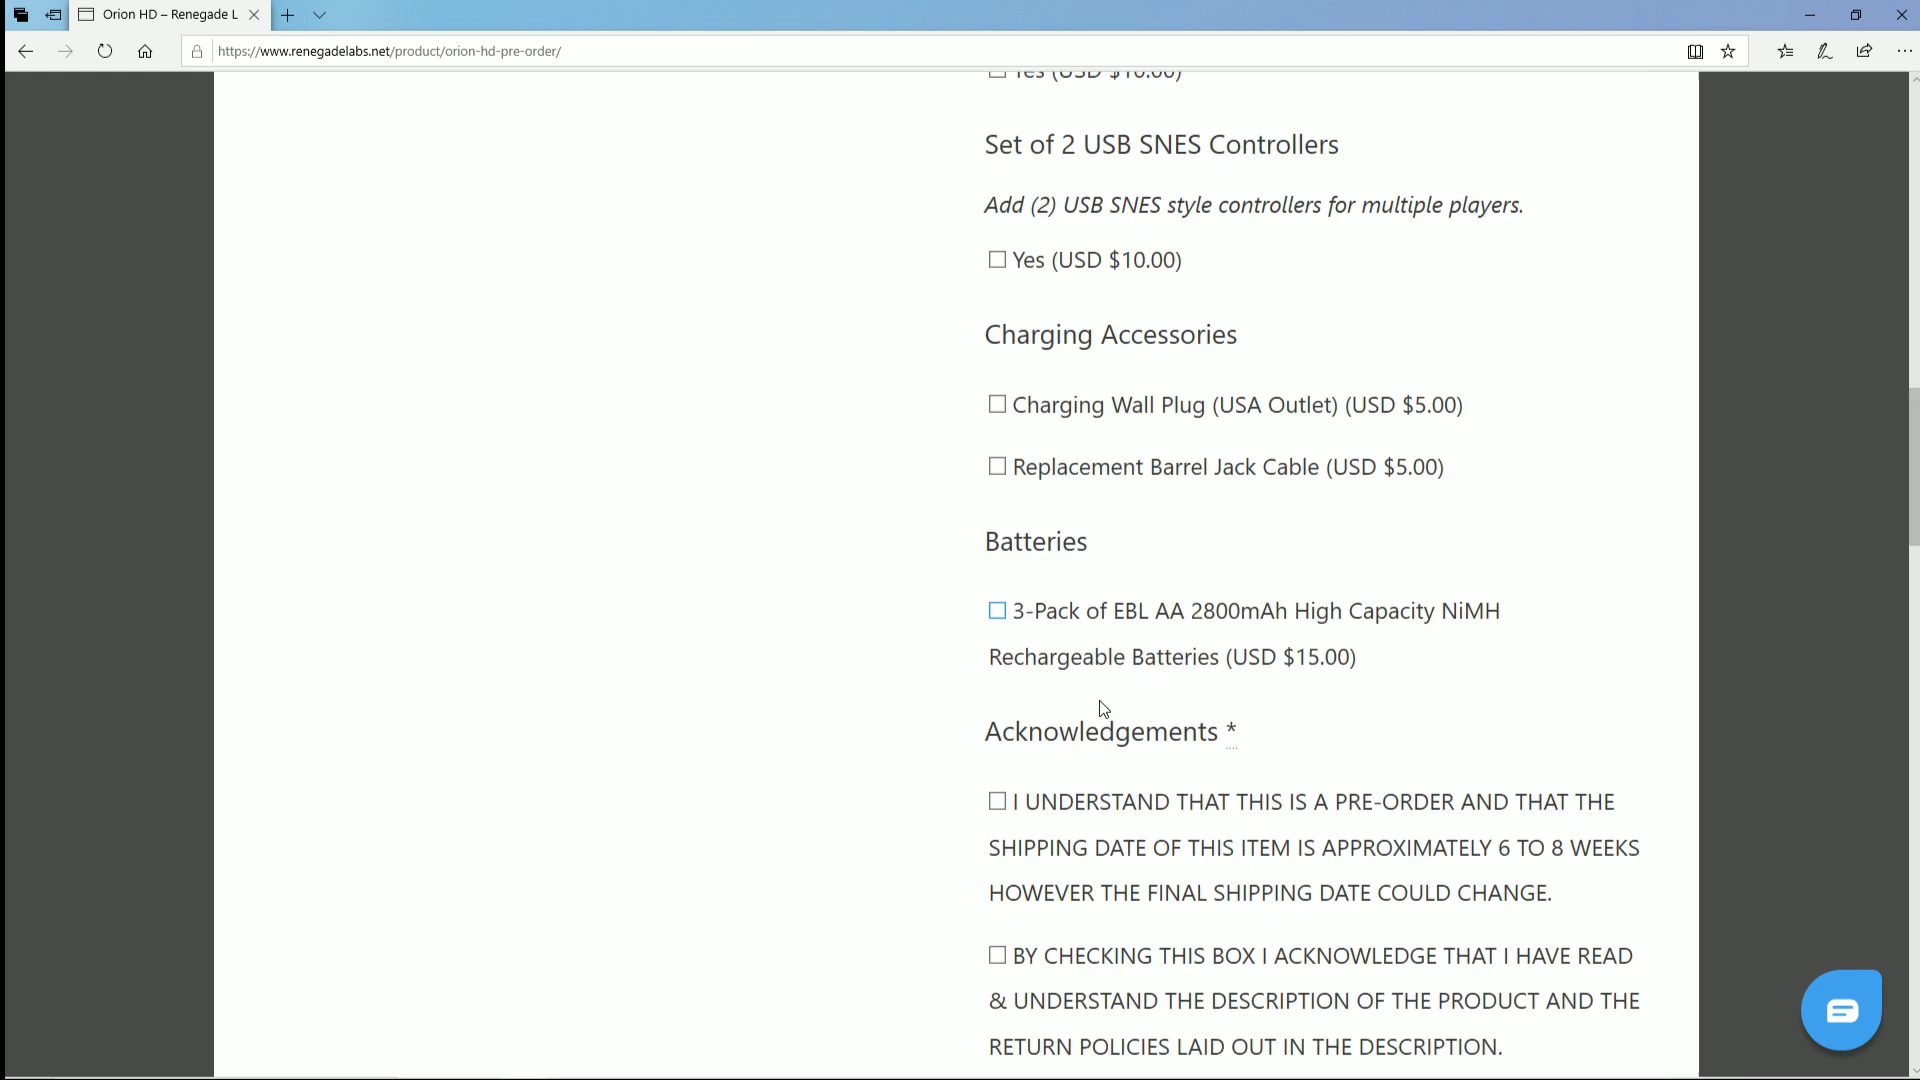 Orion HD – Renegade L
https://www.renegadelabs.net/product/orion-hd-pre-order/
Yes (USD $10.00)
Set of 2 USB SNES Controllers
Add (2) USB SNES style controllers for multiple players.
Yes (USD $10.00)
Charging Accessories
Charging Wall Plug (USA Outlet) (USD $5.00)
Replacement Barrel Jack Cable (USD $5.00)
Batteries
3-Pack of EBL AA 2800mAh High Capacity NiMH
Rechargeable Batteries (USD $15.00)
Acknowledgements *
I UNDERSTAND THAT THIS IS A PRE-ORDER AND THAT THE
SHIPPING DATE OF THIS ITEM IS APPROXIMATELY 6 TO 8 WEEKS
HOWEVER THE FINAL SHIPPING DATE COULD CHANGE.
BY CHECKING THIS BOX I ACKNOWLEDGE THAT I HAVE READ
& UNDERSTAND THE DESCRIPTION OF THE PRODUCT AND THE
RETURN POLICIES LAID OUT IN THE DESCRIPTION.